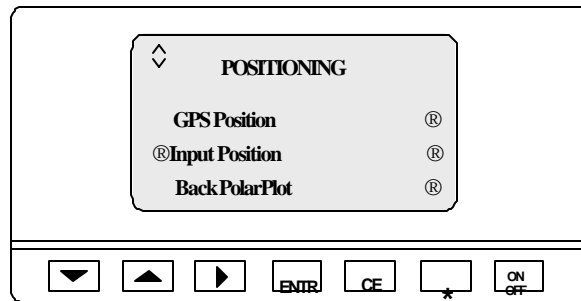 POSITIONING
GPS Position ®
®Input Position ®
Back PolarPlot ®
ENTR CE * ON
OFF